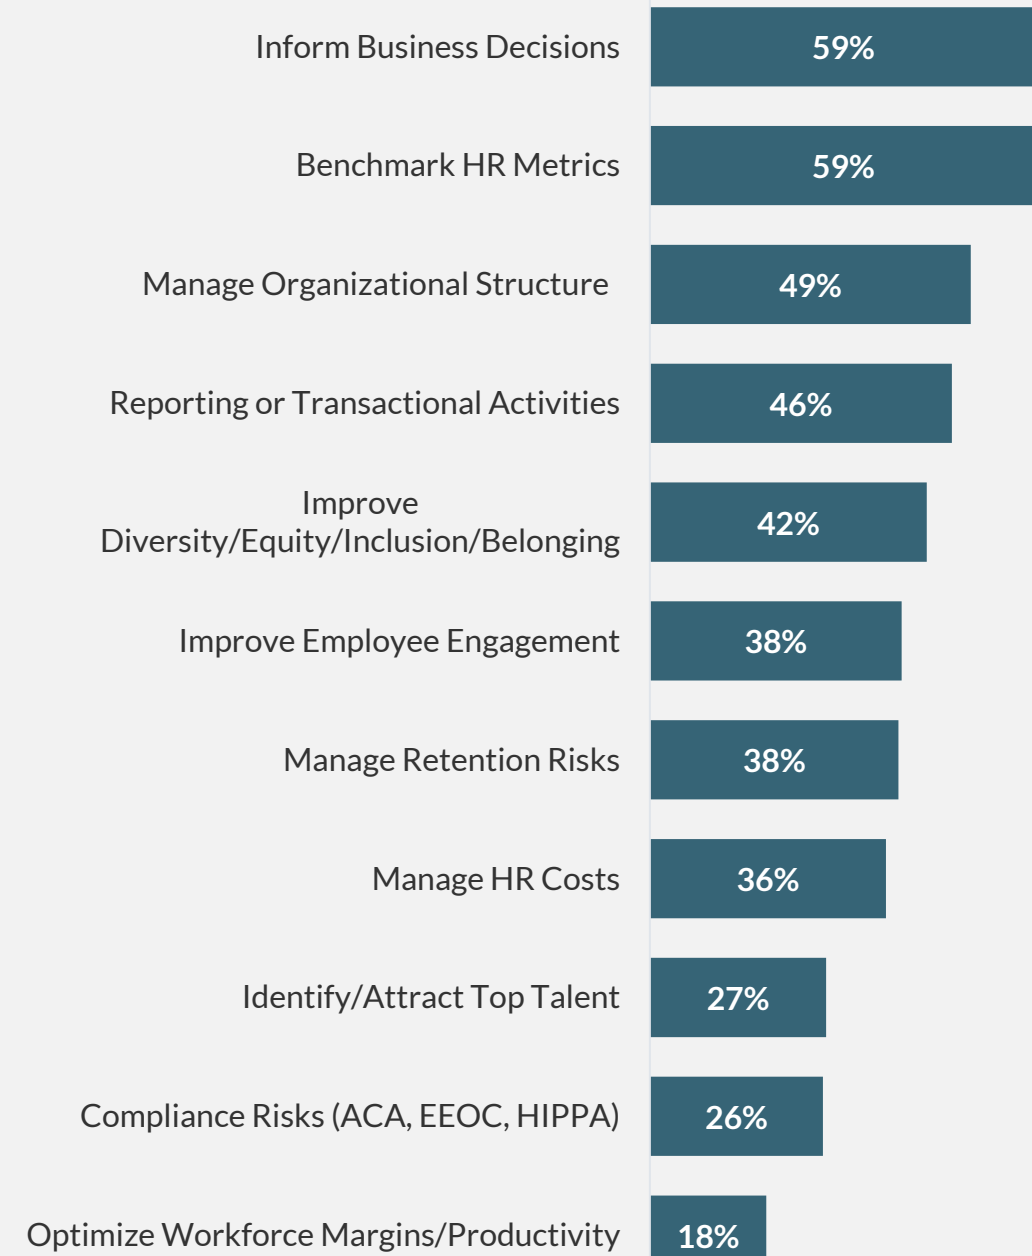 Inform Business Decisions 59%
Benchmark HR Metrics 59%
Manage Organizational Structure 49%
Reporting or Transactional Activities 46%
Improve
Diversity/Equity/Inclusion/Belonging 42%
Improve Employee Engagement 38%
Manage Retention Risks 38%
Manage HR Costs 36%
Identify/Attract Top Talent 27%
Compliance Risks (ACA, EEOC, HIPPA) 26%
Optimize Workforce Margins/Productivity 18%